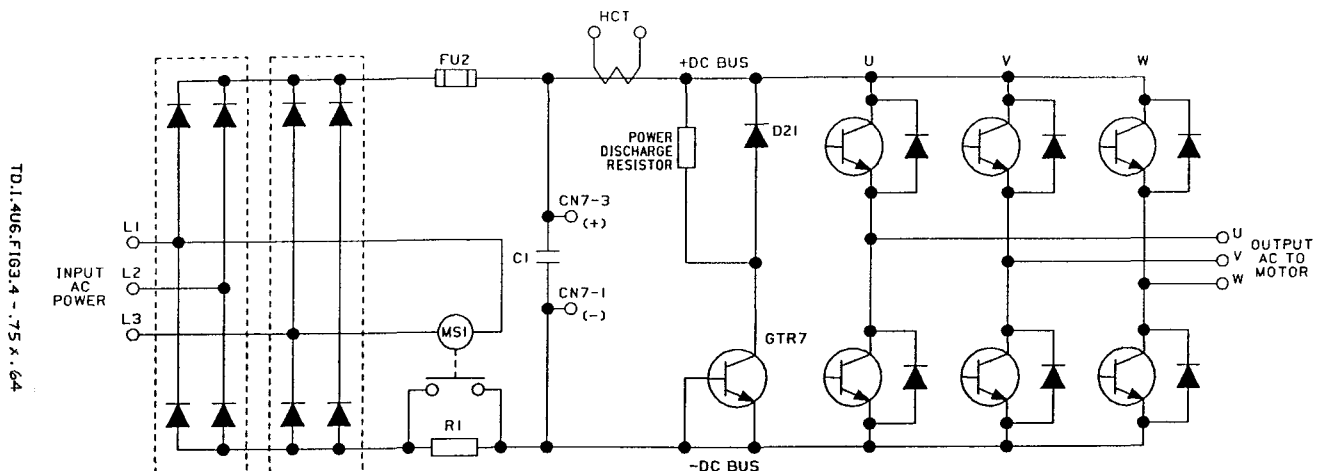 HCT
FU2
+DC BUS
U
V
W
POWER
DISCHARGE
RESISTOR
D21
CN7-3
(+)
L1
C1
U
OUTPUT
V
AC TO
W
MOTOR
INPUT
AC
POWER
L2
L3
CN7-1
(-)
MS1
GTR7
R1
-DC BUS
TD.1.4U6.FIG3.4 - .75 x .64